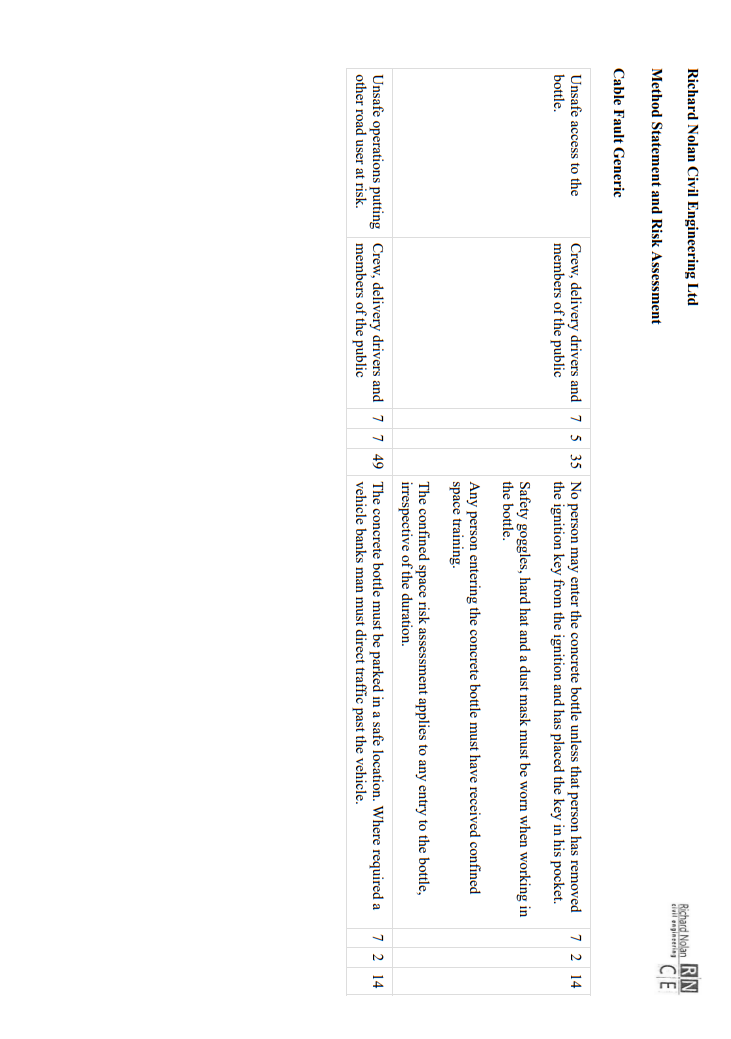 Richard Nolan Civil Engineering Ltd
Method Statement and Risk Assessment
Cable Fault Generic
Richard Nolan
civil engineering
RN
CE
Unsafe access to the
bottle.
Crew, delivery drivers and
members of the public
7 5 35
No person may enter the concrete bottle unless that person has removed
the ignition key from the ignition and has placed the key in his pocket.
Safety goggles, hard hat and a dust mask must be worn when working in
the bottle.
Any person entering the concrete bottle must have received confined
space training.
The confined space risk assessment applies to any entry to the bottle,
irrespective of the duration.
7 2 14
Unsafe operations putting
other road user at risk.
Crew, delivery drivers and
members of the public
7 7 49
The concrete bottle must be parked in a safe location. Where required a
vehicle banks man must direct traffic past the vehicle.
7 2 14